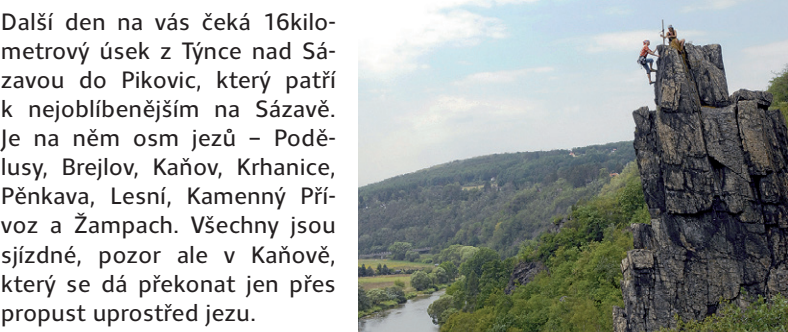 Další den na vás čeká 16kilo-
metrový úsek z Týnce nad Sá-
zavou do Pikovic, který patří
k nejoblíbenějším na Sázavě.
Je na něm osm jezů – Podě-
lusy, Brejlov, Kaňov, Krhanice,
Pěnkava, Lesní, Kamenný Pří-
voz a Žampach. Všechny jsou
sjízdné, pozor ale v Kaňově,
který se dá překonat jen přes
propust uprostřed jezu.